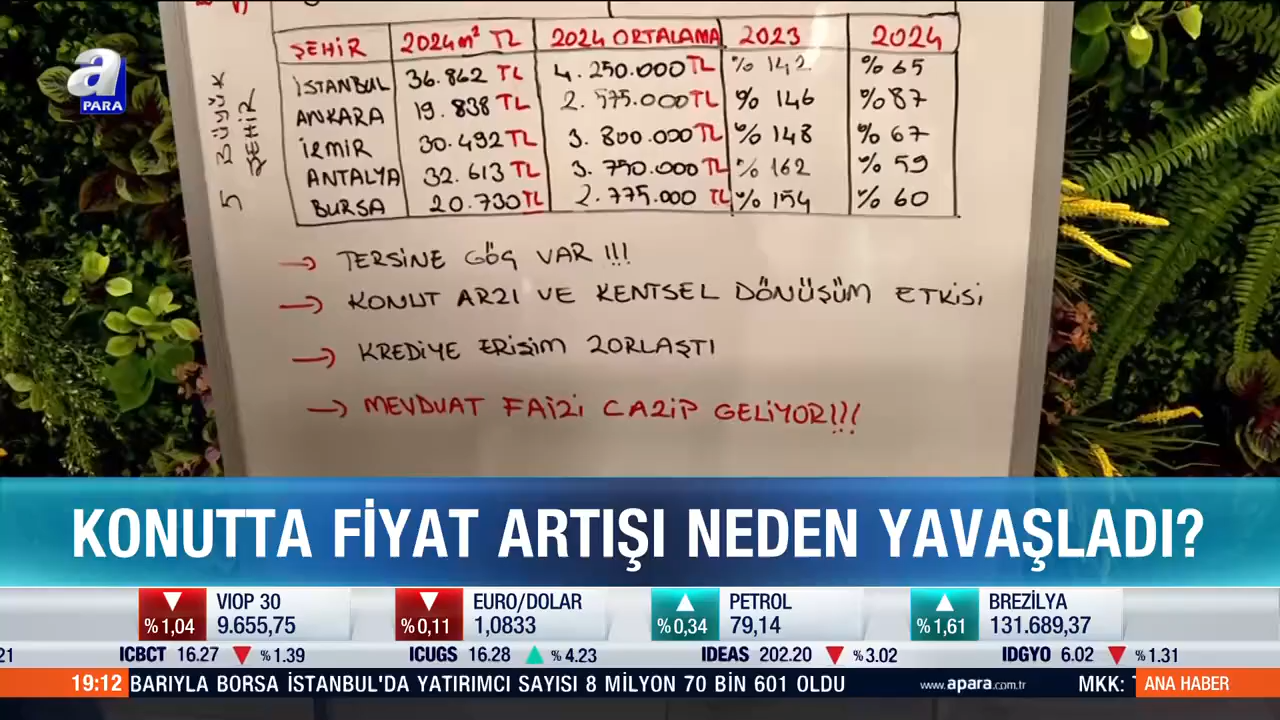 a
PARA
5 BÜYÜK ŞEHİR
ŞEHİR 2024 m² TL 2024 ORTALAMA 2023 2024
İSTANBUL 36.862 TL 4.250.000 TL % 142 % 65
ANKARA 19.838 TL 2.575.000 TL % 146 % 87
İZMİR 30.492 TL 3.800.000 TL % 148 % 67
ANTALYA 32.613 TL 3.750.000 TL % 162 % 59
BURSA 20.730 TL 2.775.000 TL % 154 % 60
→ TERSİNE GÖÇ VAR !!!
→ KONUT ARZI VE KENTSEL DÖNÜŞÜM ETKİSİ
→ KREDİYE ERİŞİM ZORLAŞTI
→ MEVDUAT FAİZİ CAZİP GELİYOR!!!
KONUTTA FİYAT ARTIŞI NEDEN YAVAŞLADI?
▼ %1,04 VIOP 30 9.655,75 ▼ %0,11 EURO/DOLAR 1,0833 ▲ %0,34 PETROL 79,14 ▲ %1,61 BREZİLYA 131.689,37
21 ICBCT 16.27 ▼ %1.39 ICUGS 16.28 ▲ %4.23 IDEAS 202.20 ▼ %3.02 IDGYO 6.02 ▼ %1.31
19:12 BARIYLA BORSA İSTANBUL'DA YATIRIMCI SAYISI 8 MİLYON 70 BİN 601 OLDU www.apara.com.tr MKK: ANA HABER